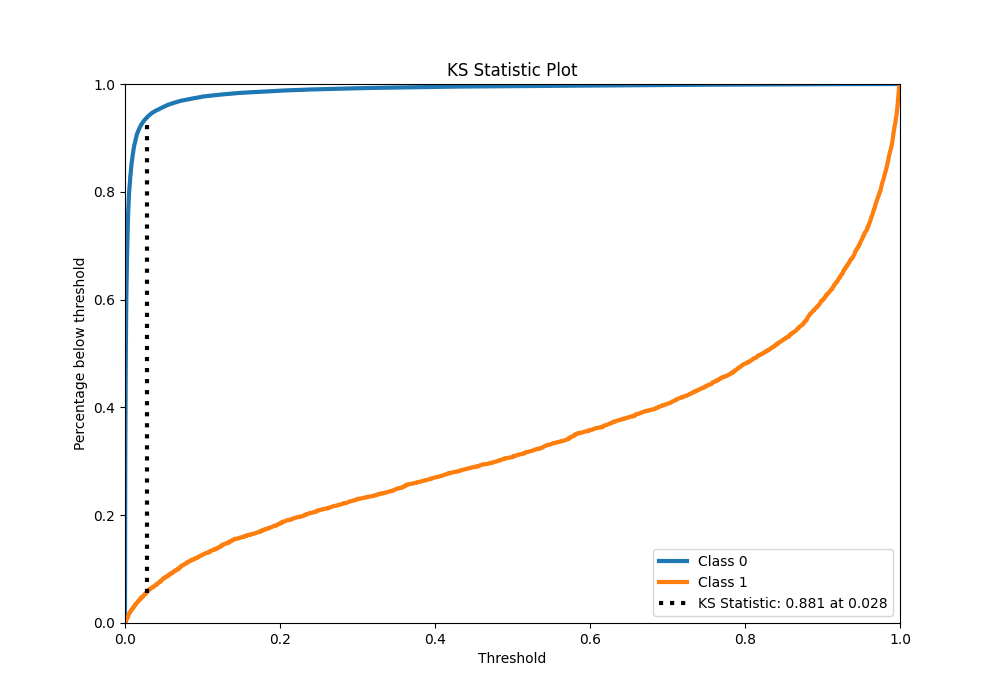 KS Statistic Plot
1.0
0.8
0.6
0.4
0.2
0.0
Percentage below threshold
0.0 0.2 0.4 0.6 0.8 1.0
Threshold
Class 0
Class 1
KS Statistic: 0.881 at 0.028